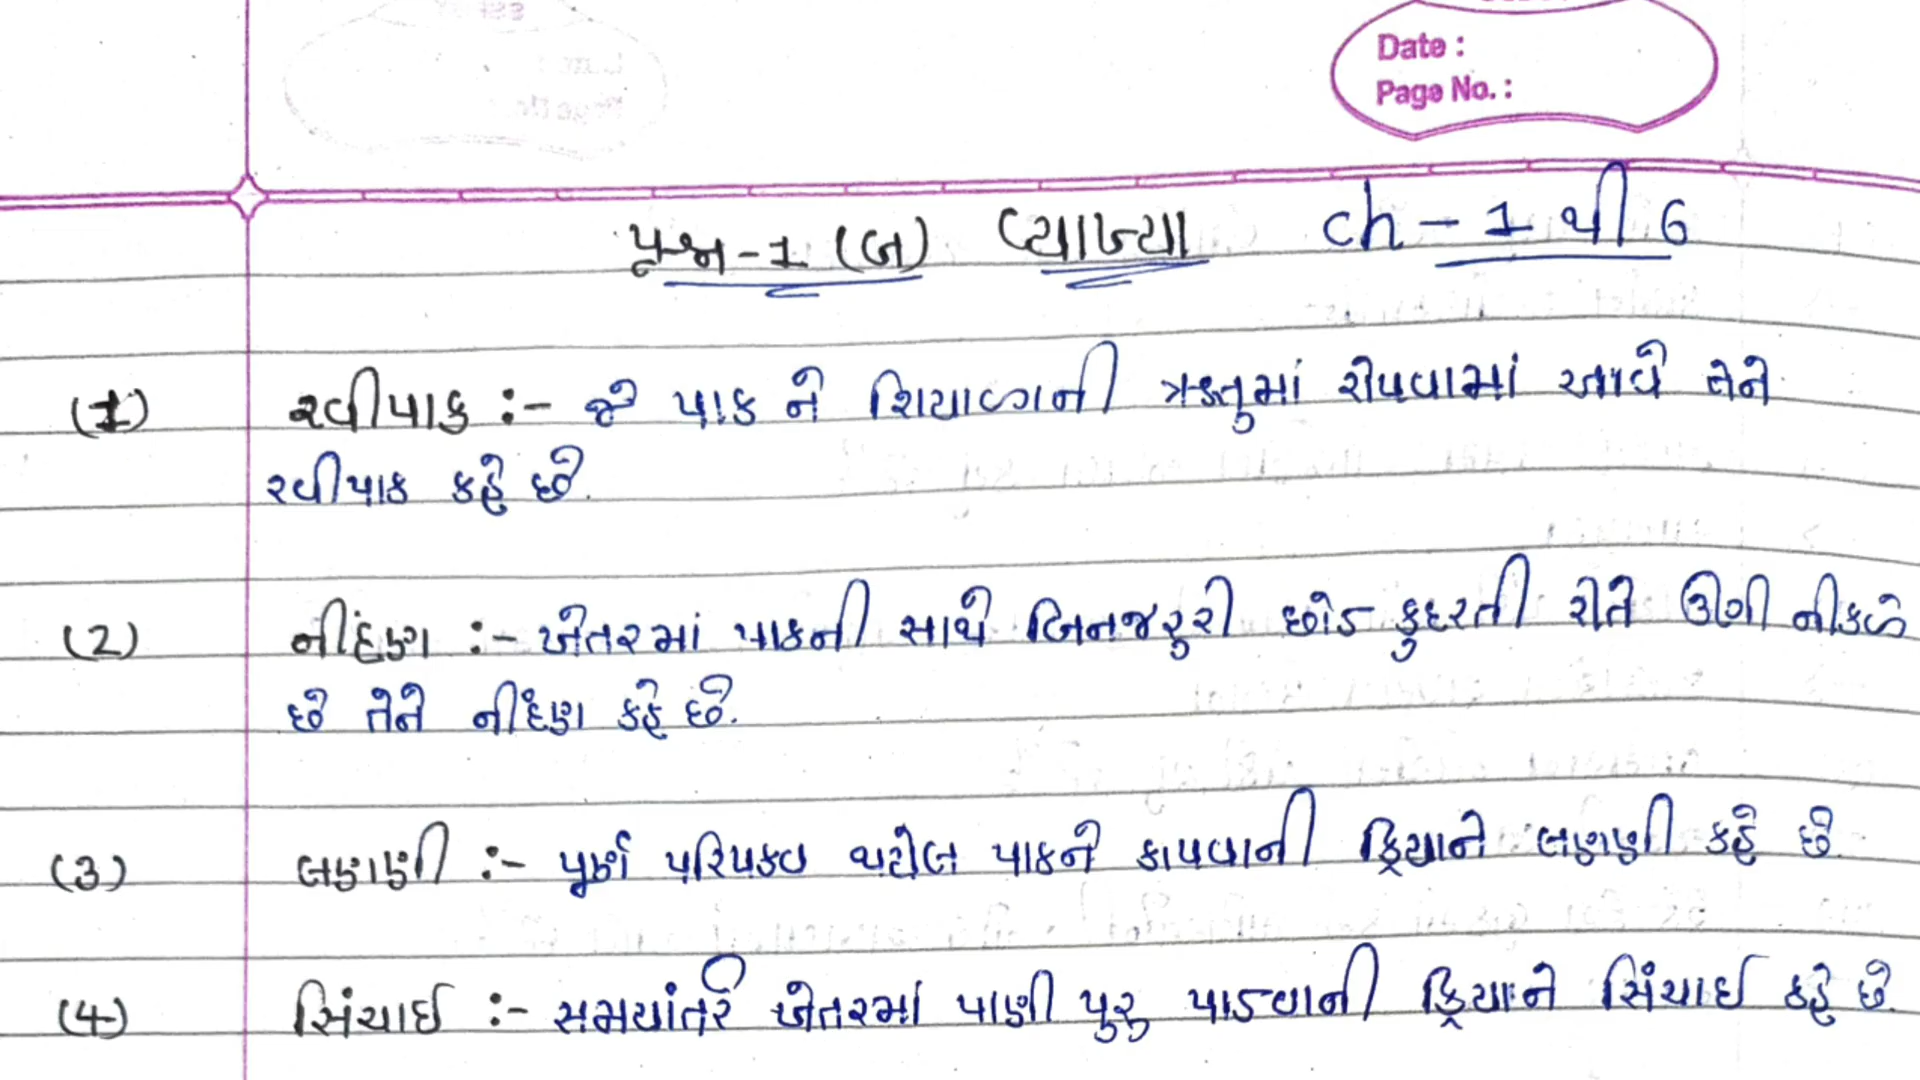 Date :
Page No. :
પ્રશ્ન-1 (બ) વ્યાખ્યા ch - 1 થી 6
(1) રવીપાક :- જે પાક ને શિયાળાની ઋતુમાં રોપવામાં આવે તેને
રવીપાક કહે છે.
(2) નીંદણ :- ખેતરમાં પાકની સાથે બિનજરુરી છોડ કુદરતી રીતે ઊગી નીકળે
છે તેને નીંદણ કહે છે.
(3) લણણી :- પૂર્ણ પરિપકવ થયેલ પાકને કાપવાની ક્રિયાને લણણી કહે છે
(4) સિંચાઈ :- સમયાંતરે ખેતરમાં પાણી પુરુ પાડવાની ક્રિયાને સિંચાઈ કહે છે.